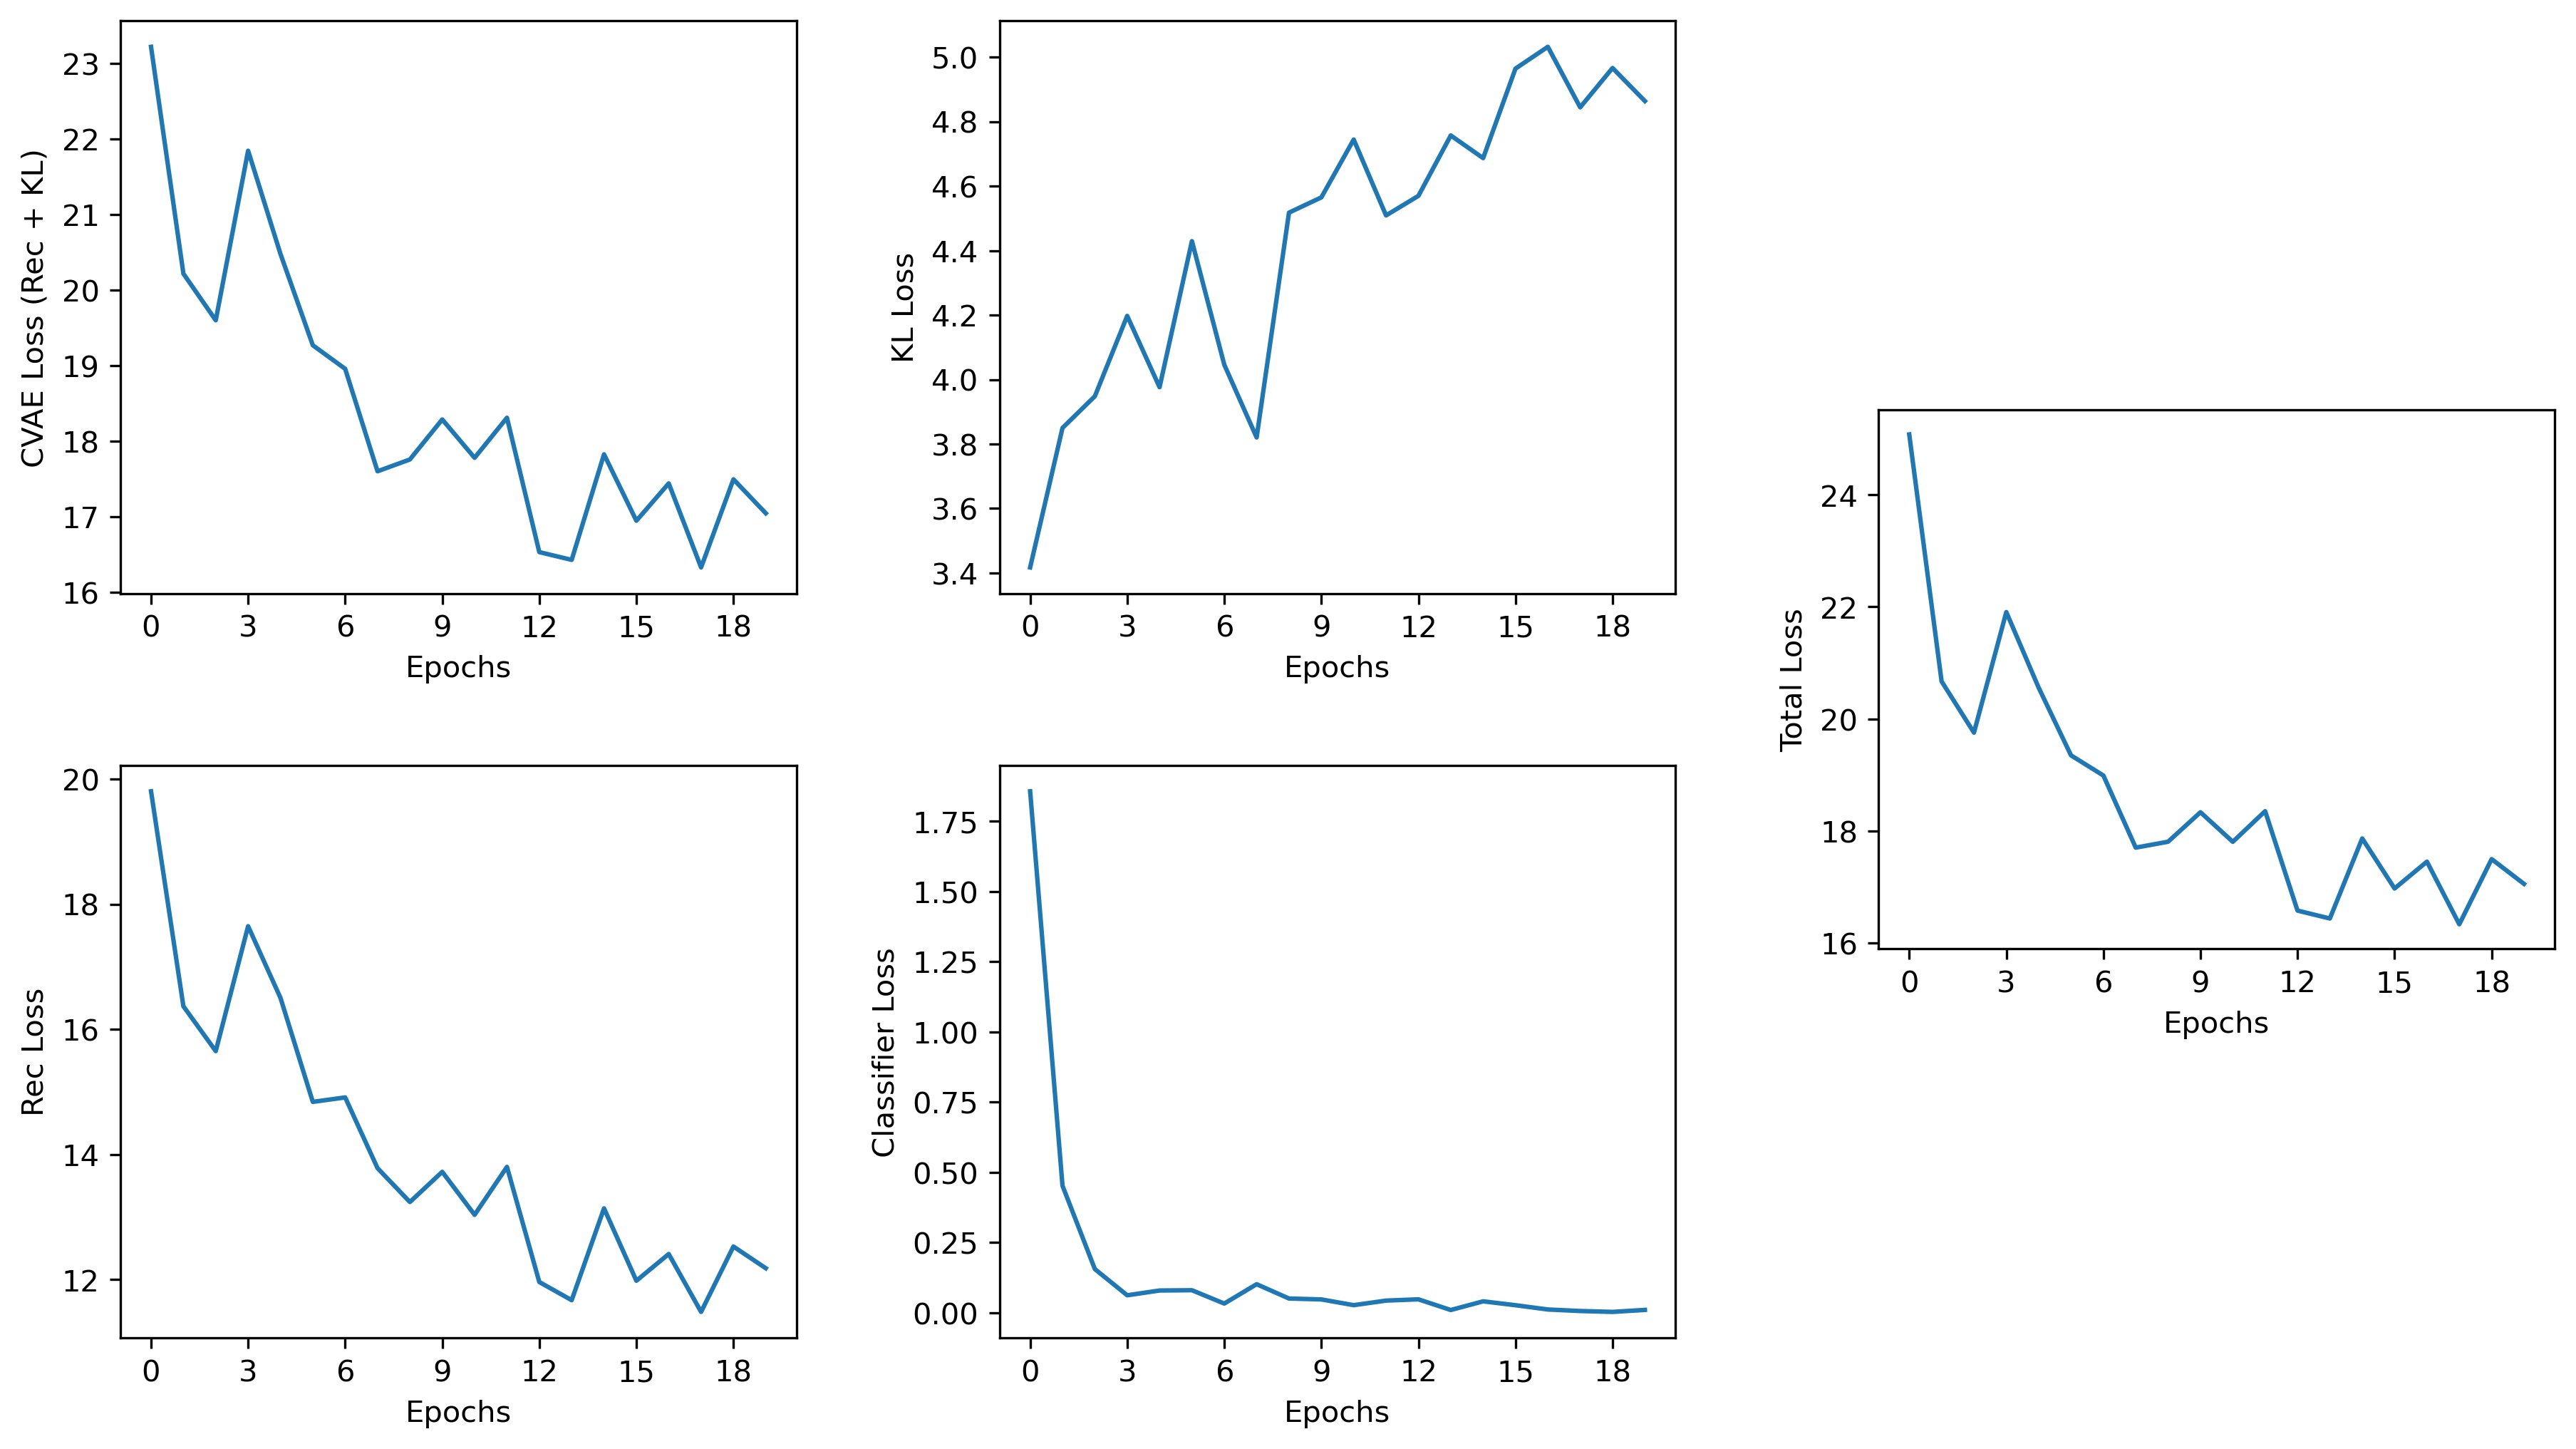 CVAE Loss (Rec + KL)
23
22
21
20
19
18
17
16
0 3 6 9 12 15 18
Epochs
KL Loss
5.0
4.8
4.6
4.4
4.2
4.0
3.8
3.6
3.4
0 3 6 9 12 15 18
Epochs
Rec Loss
20
18
16
14
12
0 3 6 9 12 15 18
Epochs
Classifier Loss
1.75
1.50
1.25
1.00
0.75
0.50
0.25
0.00
0 3 6 9 12 15 18
Epochs
Total Loss
24
22
20
18
16
0 3 6 9 12 15 18
Epochs